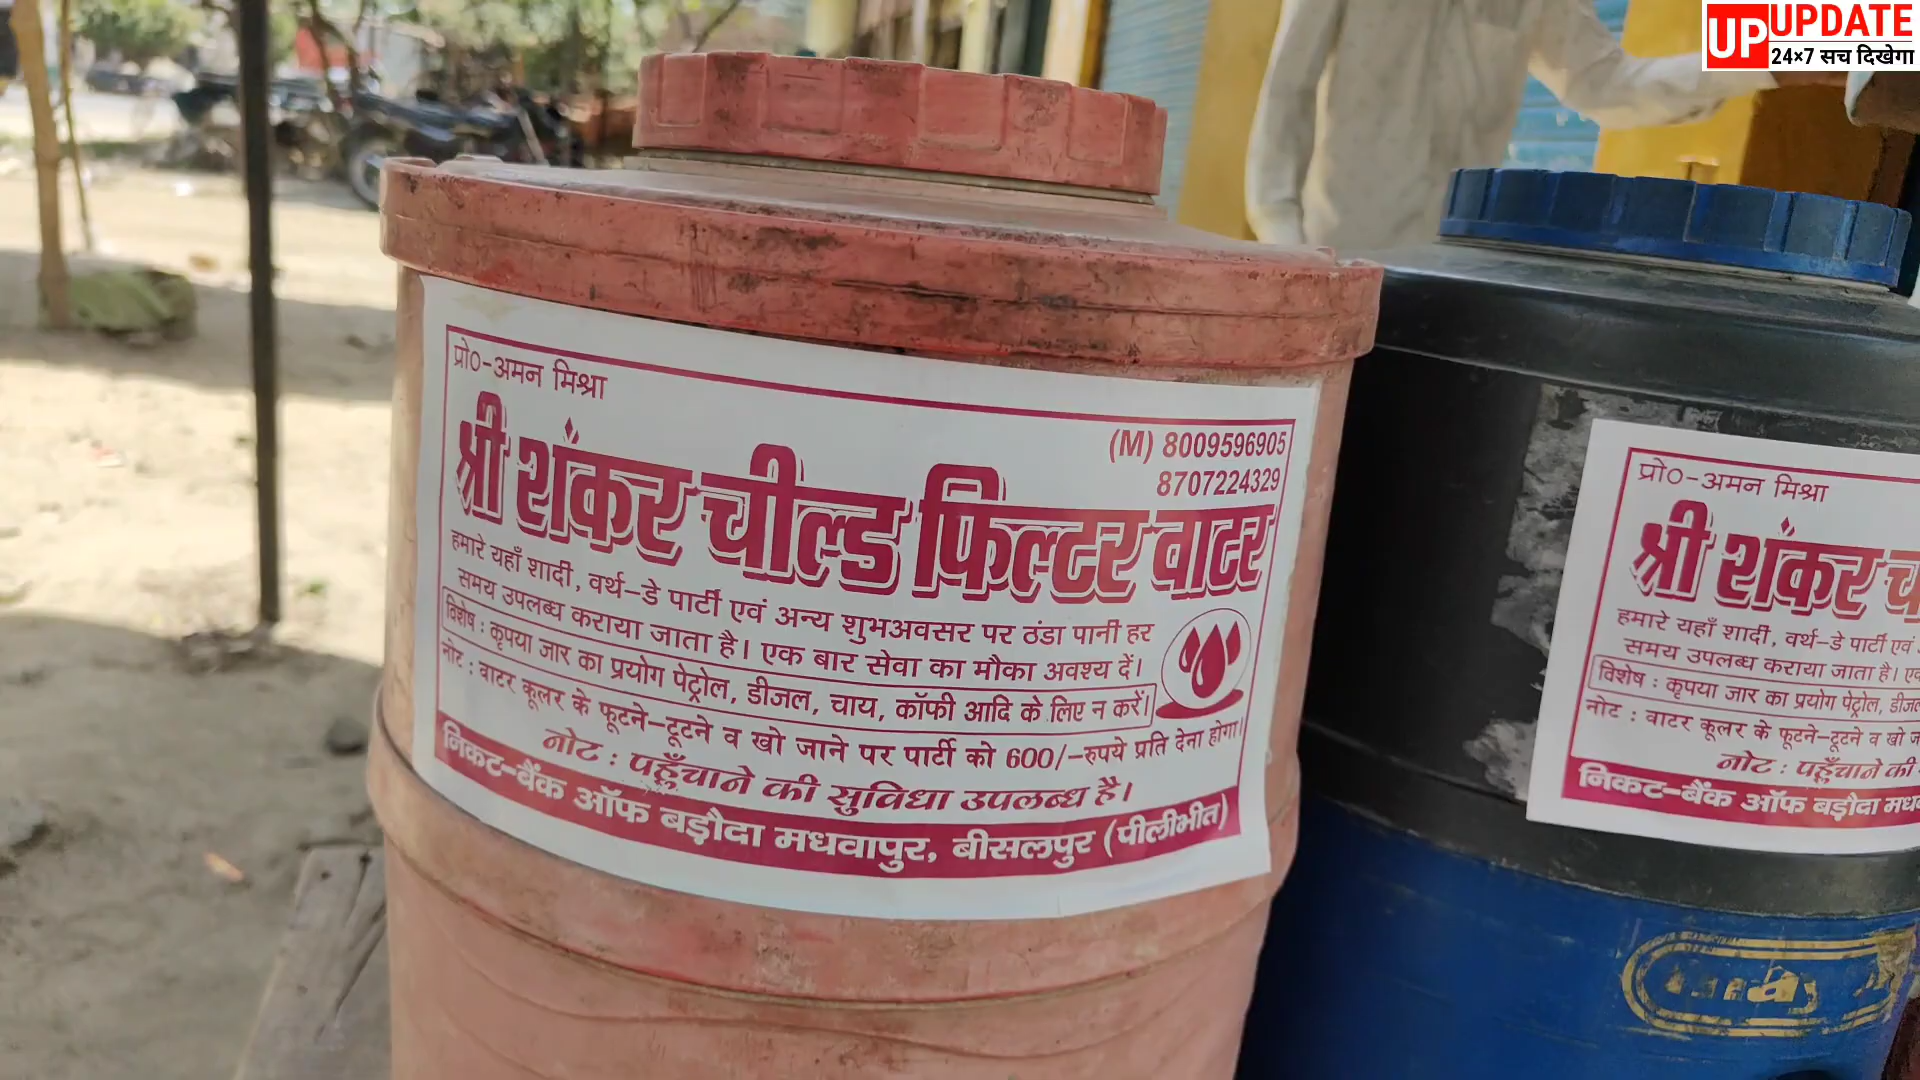 UP UPDATE
24×7 सच दिखेगा
प्रो०-अमन मिश्रा
(M) 8009596905
8707224329
श्री शंकर चील्ड फिल्टर वाटर
हमारे यहाँ शादी, वर्थ-डे पार्टी एवं अन्य शुभअवसर पर ठंडा पानी हर
समय उपलब्ध कराया जाता है। एक बार सेवा का मौका अवश्य दें।
विशेष : कृपया जार का प्रयोग पेट्रोल, डीजल, चाय, कॉफी आदि के लिए न करें।
नोट : वाटर कूलर के फूटने-टूटने व खो जाने पर पार्टी को 600/-रुपये प्रति देना होगा।
नोट : पहुँचाने की सुविधा उपलब्ध है।
निकट-बैंक ऑफ बड़ौदा मधवापुर, बीसलपुर (पीलीभीत)
प्रो०-अमन मिश्रा
श्री शंकर च
हमारे यहाँ शादी, वर्थ-डे पार्टी एवं
समय उपलब्ध कराया जाता है।
विशेष : कृपया जार का प्रयोग पेट्रोल, डीजल
नोट : वाटर कूलर के फूटने-टूटने व खो
नोट : पहुँचाने की
निकट-बैंक ऑफ बड़ौदा